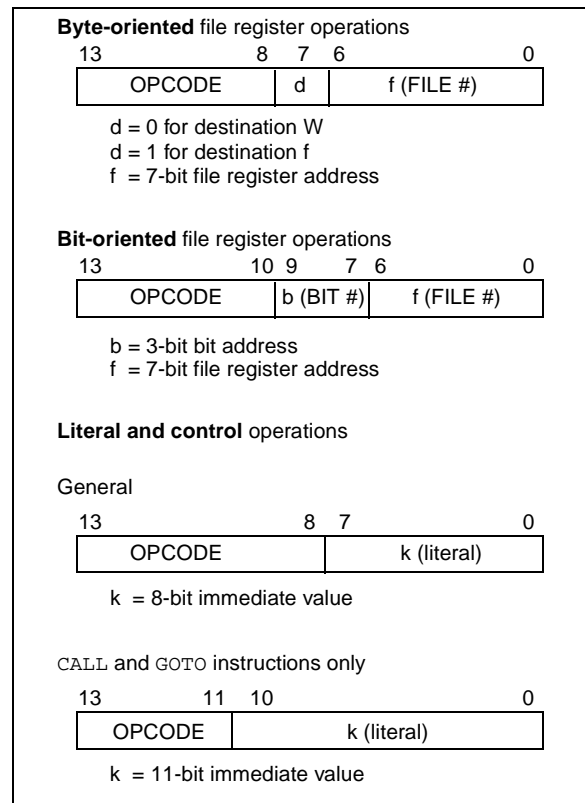 Byte-oriented file register operations
13 8 7 6 0
OPCODE d f (FILE #)
d = 0 for destination W
d = 1 for destination f
f = 7-bit file register address
Bit-oriented file register operations
13 10 9 7 6 0
OPCODE b (BIT #) f (FILE #)
b = 3-bit bit address
f = 7-bit file register address
Literal and control operations
General
13 8 7 0
OPCODE k (literal)
k = 8-bit immediate value
CALL and GOTO instructions only
13 11 10 0
OPCODE k (literal)
k = 11-bit immediate value